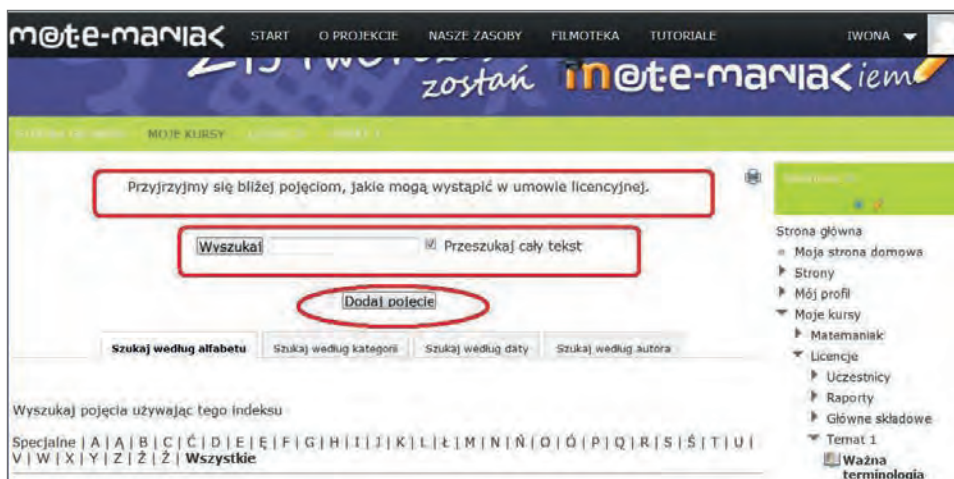 m@te-maniak START O PROJEKCIE NASZE ZASOBY FILMOTEKA TUTORIALE IWONA
zostań m@te-maniakiem
MOJE KURSY
Przyjrzyjmy się bliżej pojęciom, jakie mogą wystąpić w umowie licencyjnej.
Wyszukaj Przeszukaj cały tekst
Dodaj pojęcie
Szukaj według alfabetu Szukaj według kategorii Szukaj według daty Szukaj według autora
Wyszukaj pojęcia używając tego indeksu
Specjalne | A | Ą | B | C | Ć | D | E | Ę | F | G | H | I | J | K | L | Ł | M | N | Ń | O | Ó | P | Q | R | S | Ś | T | U |
V | W | X | Y | Z | Ź | Ż | Wszystkie
Strona główna
Moja strona domowa
Strony
Mój profil
Moje kursy
Matemaniak
Licencje
Uczestnicy
Raporty
Główne składowe
Temat 1
Ważna
terminologia